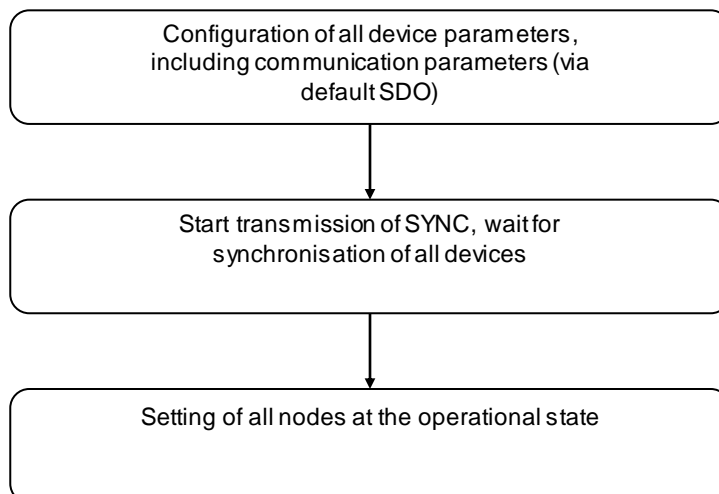 Configuration of all device parameters,
including communication parameters (via
default SDO)
Start transmission of SYNC, wait for
synchronisation of all devices
Setting of all nodes at the operational state